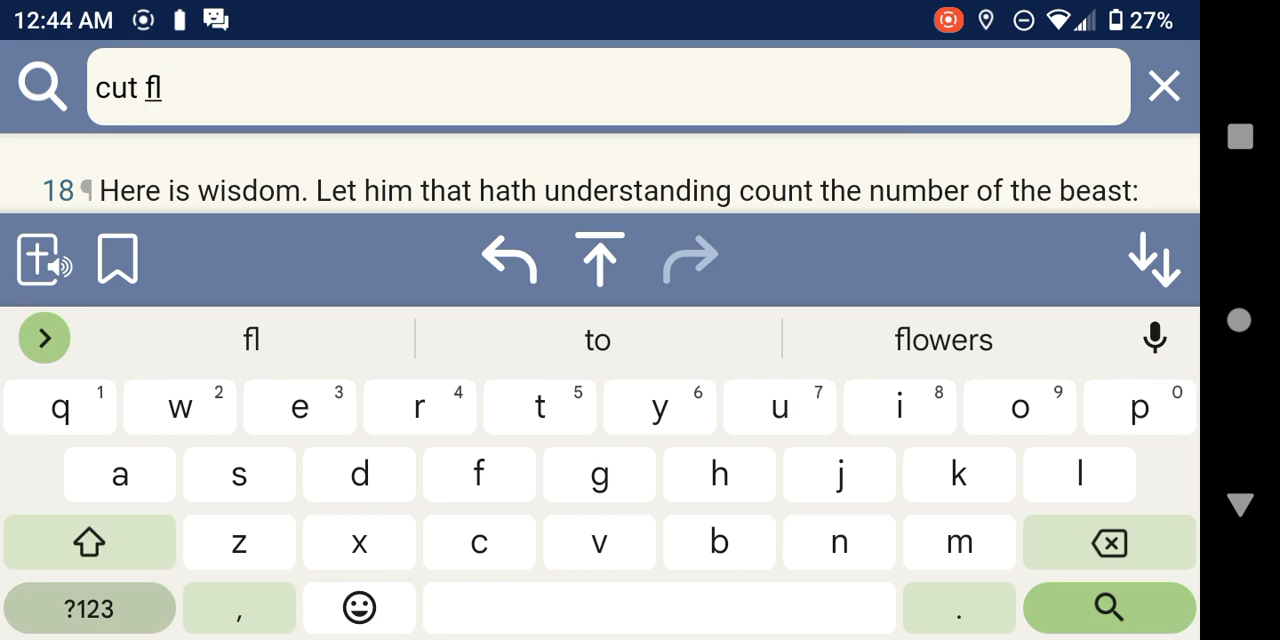 12:44 AM 27%
cut fl
18 ¶ Here is wisdom. Let him that hath understanding count the number of the beast:
fl to flowers
q 1 w 2 e 3 r 4 t 5 y 6 u 7 i 8 o 9 p 0
a s d f g h j k l
z x c v b n m
?123 , .